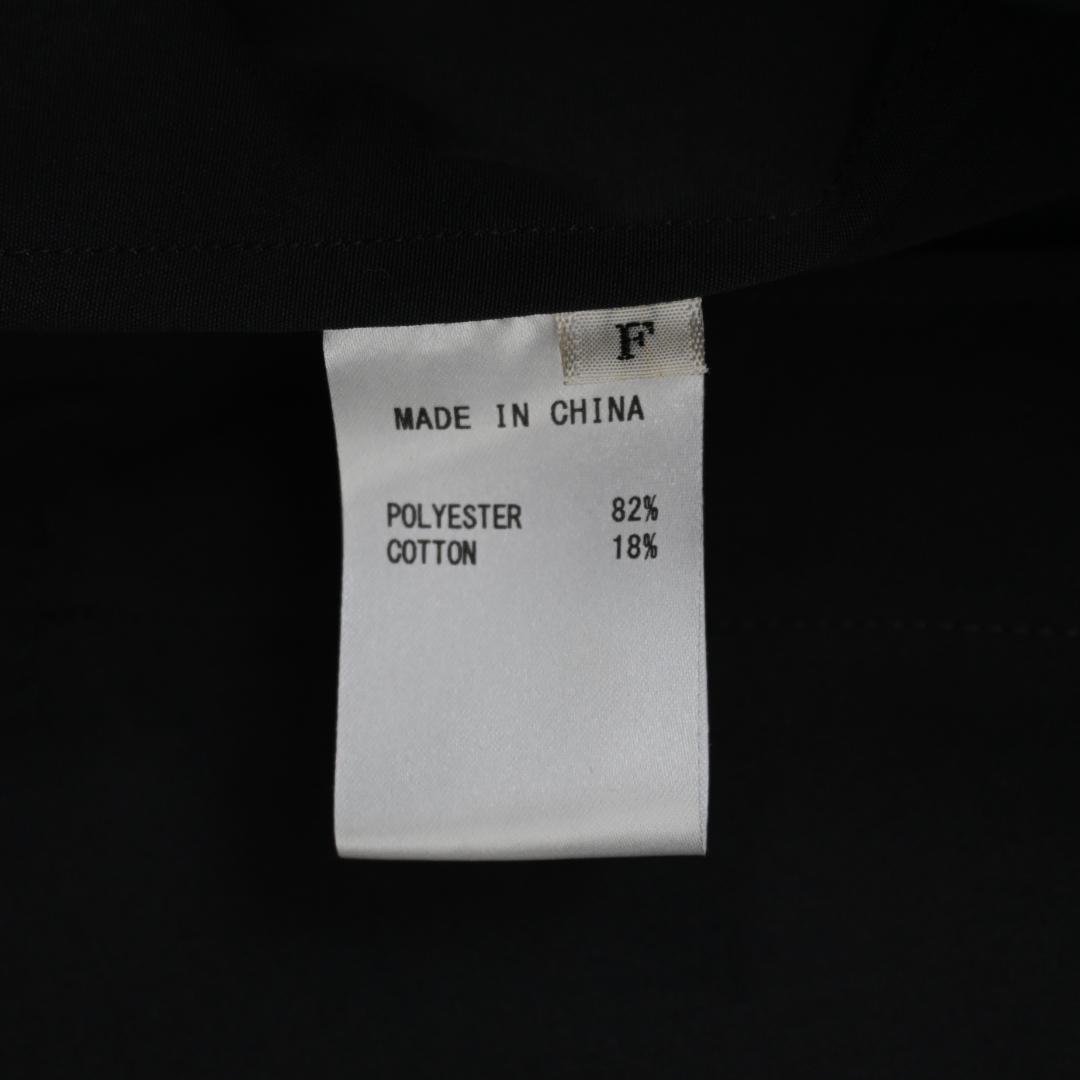 F
MADE IN CHINA
POLYESTER 82%
COTTON 18%